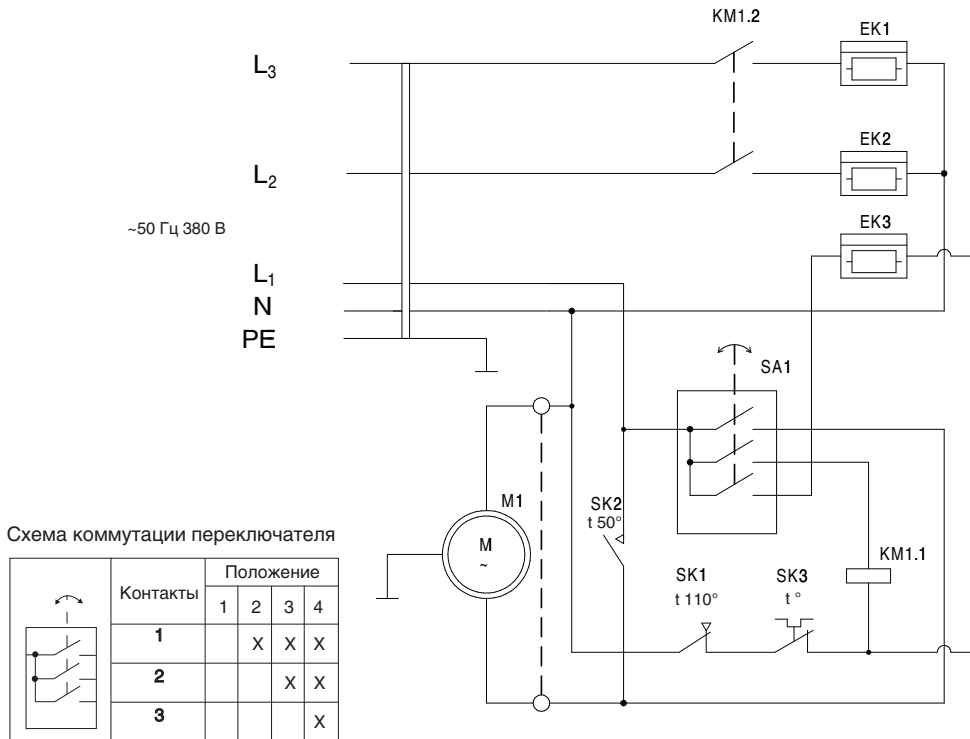 KM1.2
EK1
L3
EK2
L2
EK3
~50 Гц 380 В
L1
N
PE
SA1
M1
SK2
t 50°
M
~
KM1.1
SK1
t 110°
SK3
t °
Схема коммутации переключателя
Контакты Положение
1 2 3 4
1 X X X
2 X X
3 X